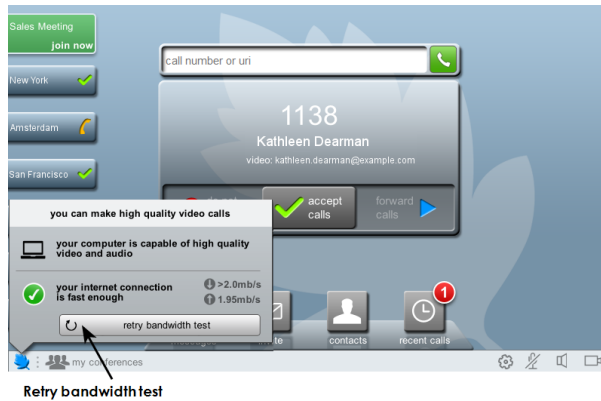 Sales Meeting
join now
New York
Amsterdam
San Francisco
call number or uri
1138
Kathleen Dearman
video: kathleen.dearman@example.com
accept
calls
forward
calls
you can make high quality video calls
your computer is capable of high quality
video and audio
your internet connection
is fast enough
>2.0mb/s
1.95mb/s
retry bandwidth test
1
contacts
recent calls
my conferences
Retry bandwidth test